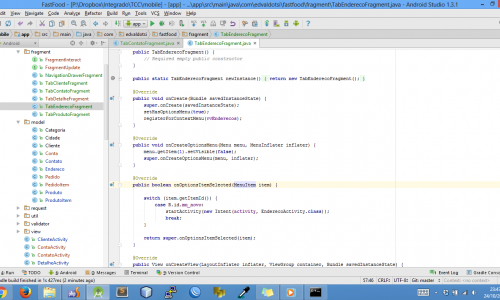 FastFood - [P:\Dropbox\Integrado\TCC\mobile] - [app] - ...\app\src\main\java\com\edvaldotsi\fastfood\fragment\TabEnderecoFragment.java - Android Studio 1.3.1
File Edit View Navigate Code Analyze Refactor Build Run Tools VCS Window Help
app
main java com edvaldotsi fastfood fragment TabEnderecoFragment
Android
TabContatoFragment.java TabEnderecoFragment.java
fragment
FragmentInteract
FragmentUpdate
NavigationDrawerFragment
TabClienteFragment
TabContatoFragment
TabDetalheFragment
TabEnderecoFragment
TabProdutoFragment
model
Categoria
Cidade
Cliente
Conta
Contato
Endereco
Pedido
PedidoItem
Produto
ProdutoItem
request
util
validator
view
ClienteActivity
ContaActivity
ContatoActivity
DetalheActivity
public TabEnderecoFragment() {
// Required empty public constructor
}
public static TabEnderecoFragment newInstance() { return new TabEnderecoFragment(); }
@Override
public void onCreate(Bundle savedInstanceState) {
super.onCreate(savedInstanceState);
setHasOptionsMenu(true);
registerForContextMenu(rvEnderecos);
}
@Override
public void onCreateOptionsMenu(Menu menu, MenuInflater inflater) {
menu.getItem(1).setVisible(false);
super.onCreateOptionsMenu(menu, inflater);
}
@Override
public boolean onOptionsItemSelected(MenuItem item) {
switch (item.getItemId()) {
case R.id.me_novo:
startActivity(new Intent(activity, EnderecoActivity.class));
break;
}
return super.onOptionsItemSelected(item);
}
@Override
public View onCreateView(LayoutInflater inflater, ViewGroup container, Bundle savedInstanceState)
4: Run TODO 6: Android 0: Messages Terminal 9: Version Control Event Log Gradle Console
Gradle build finished in 1s 427ms (2 minutes ago) 57:46 CRLF UTF-8 Git: master